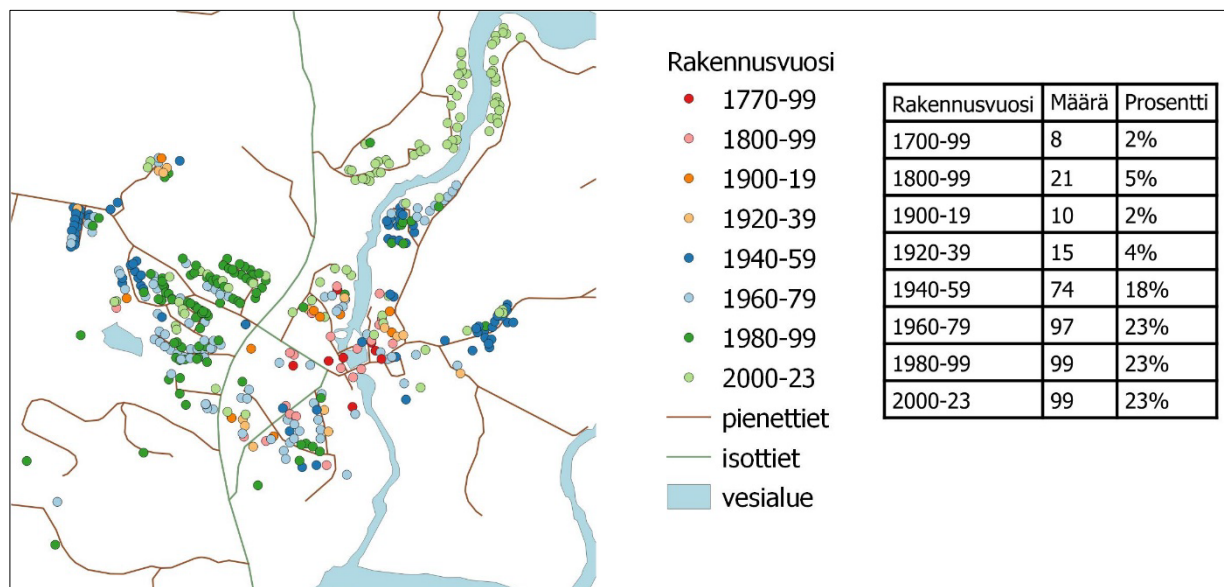 Rakennusvuosi
1770-99
1800-99
1900-19
1920-39
1940-59
1960-79
1980-99
2000-23
pienettiet
isottiet
vesialue
Rakennusvuosi Määrä Prosentti
1700-99 8 2%
1800-99 21 5%
1900-19 10 2%
1920-39 15 4%
1940-59 74 18%
1960-79 97 23%
1980-99 99 23%
2000-23 99 23%